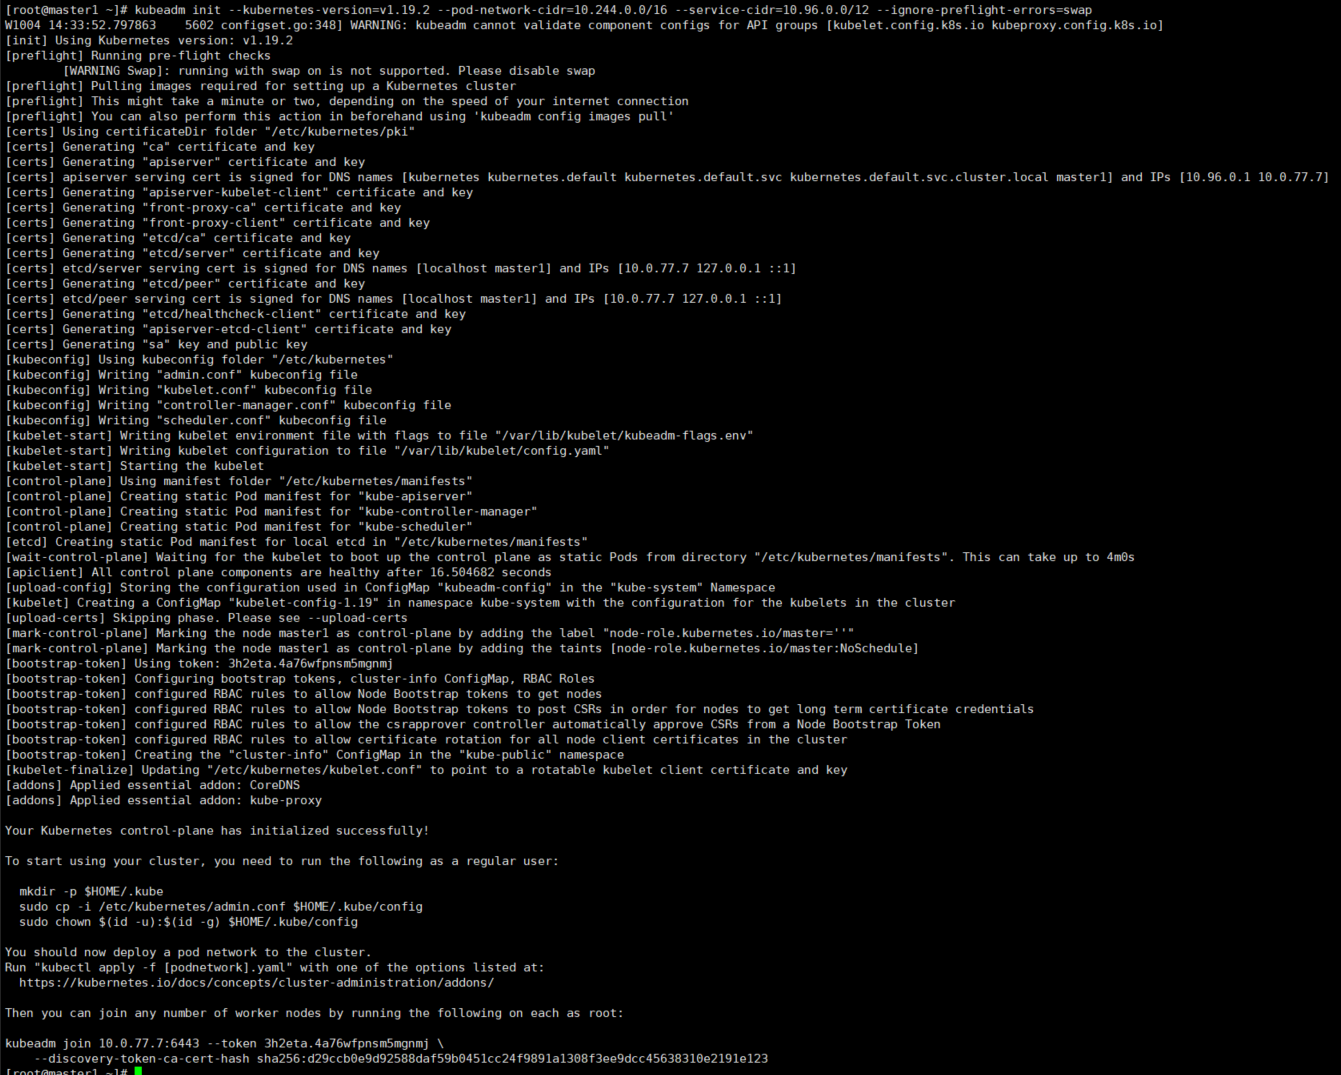 [root@master1 ~]# kubeadm init --kubernetes-version=v1.19.2 --pod-network-cidr=10.244.0.0/16 --service-cidr=10.96.0.0/12 --ignore-preflight-errors=swap
W1004 14:33:52.797863    5602 configset.go:348] WARNING: kubeadm cannot validate component configs for API groups [kubelet.config.k8s.io kubeproxy.config.k8s.io]
[init] Using Kubernetes version: v1.19.2
[preflight] Running pre-flight checks
        [WARNING Swap]: running with swap on is not supported. Please disable swap
[preflight] Pulling images required for setting up a Kubernetes cluster
[preflight] This might take a minute or two, depending on the speed of your internet connection
[preflight] You can also perform this action in beforehand using 'kubeadm config images pull'
[certs] Using certificateDir folder "/etc/kubernetes/pki"
[certs] Generating "ca" certificate and key
[certs] Generating "apiserver" certificate and key
[certs] apiserver serving cert is signed for DNS names [kubernetes kubernetes.default kubernetes.default.svc kubernetes.default.svc.cluster.local master1] and IPs [10.96.0.1 10.0.77.7]
[certs] Generating "apiserver-kubelet-client" certificate and key
[certs] Generating "front-proxy-ca" certificate and key
[certs] Generating "front-proxy-client" certificate and key
[certs] Generating "etcd/ca" certificate and key
[certs] Generating "etcd/server" certificate and key
[certs] etcd/server serving cert is signed for DNS names [localhost master1] and IPs [10.0.77.7 127.0.0.1 ::1]
[certs] Generating "etcd/peer" certificate and key
[certs] etcd/peer serving cert is signed for DNS names [localhost master1] and IPs [10.0.77.7 127.0.0.1 ::1]
[certs] Generating "etcd/healthcheck-client" certificate and key
[certs] Generating "apiserver-etcd-client" certificate and key
[certs] Generating "sa" key and public key
[kubeconfig] Using kubeconfig folder "/etc/kubernetes"
[kubeconfig] Writing "admin.conf" kubeconfig file
[kubeconfig] Writing "kubelet.conf" kubeconfig file
[kubeconfig] Writing "controller-manager.conf" kubeconfig file
[kubeconfig] Writing "scheduler.conf" kubeconfig file
[kubelet-start] Writing kubelet environment file with flags to file "/var/lib/kubelet/kubeadm-flags.env"
[kubelet-start] Writing kubelet configuration to file "/var/lib/kubelet/config.yaml"
[kubelet-start] Starting the kubelet
[control-plane] Using manifest folder "/etc/kubernetes/manifests"
[control-plane] Creating static Pod manifest for "kube-apiserver"
[control-plane] Creating static Pod manifest for "kube-controller-manager"
[control-plane] Creating static Pod manifest for "kube-scheduler"
[etcd] Creating static Pod manifest for local etcd in "/etc/kubernetes/manifests"
[wait-control-plane] Waiting for the kubelet to boot up the control plane as static Pods from directory "/etc/kubernetes/manifests". This can take up to 4m0s
[apiclient] All control plane components are healthy after 16.504682 seconds
[upload-config] Storing the configuration used in ConfigMap "kubeadm-config" in the "kube-system" Namespace
[kubelet] Creating a ConfigMap "kubelet-config-1.19" in namespace kube-system with the configuration for the kubelets in the cluster
[upload-certs] Skipping phase. Please see --upload-certs
[mark-control-plane] Marking the node master1 as control-plane by adding the label "node-role.kubernetes.io/master=''"
[mark-control-plane] Marking the node master1 as control-plane by adding the taints [node-role.kubernetes.io/master:NoSchedule]
[bootstrap-token] Using token: 3h2eta.4a76wfpnsm5mgnmj
[bootstrap-token] Configuring bootstrap tokens, cluster-info ConfigMap, RBAC Roles
[bootstrap-token] configured RBAC rules to allow Node Bootstrap tokens to get nodes
[bootstrap-token] configured RBAC rules to allow Node Bootstrap tokens to post CSRs in order for nodes to get long term certificate credentials
[bootstrap-token] configured RBAC rules to allow the csrapprover controller automatically approve CSRs from a Node Bootstrap Token
[bootstrap-token] configured RBAC rules to allow certificate rotation for all node client certificates in the cluster
[bootstrap-token] Creating the "cluster-info" ConfigMap in the "kube-public" namespace
[kubelet-finalize] Updating "/etc/kubernetes/kubelet.conf" to point to a rotatable kubelet client certificate and key
[addons] Applied essential addon: CoreDNS
[addons] Applied essential addon: kube-proxy

Your Kubernetes control-plane has initialized successfully!

To start using your cluster, you need to run the following as a regular user:

  mkdir -p $HOME/.kube
  sudo cp -i /etc/kubernetes/admin.conf $HOME/.kube/config
  sudo chown $(id -u):$(id -g) $HOME/.kube/config

You should now deploy a pod network to the cluster.
Run "kubectl apply -f [podnetwork].yaml" with one of the options listed at:
  https://kubernetes.io/docs/concepts/cluster-administration/addons/

Then you can join any number of worker nodes by running the following on each as root:

kubeadm join 10.0.77.7:6443 --token 3h2eta.4a76wfpnsm5mgnmj \
    --discovery-token-ca-cert-hash sha256:d29ccb0e9d92588daf59b0451cc24f9891a1308f3ee9dcc45638310e2191e123
[root@master1 ~]#